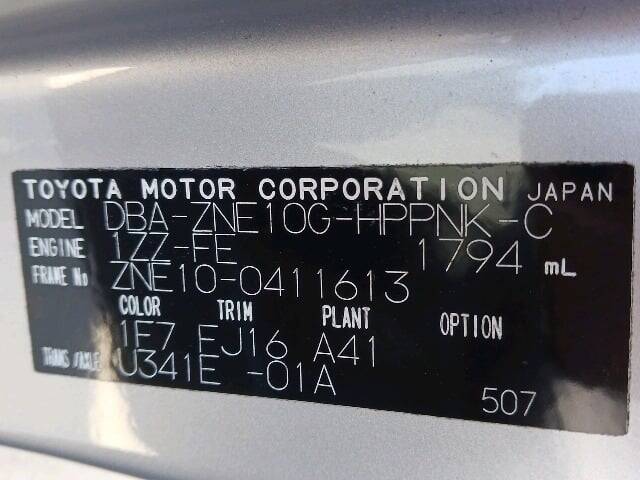 TOYOTA MOTOR CORPORATION JAPAN
MODEL DBA-ZNE10G-HPPNK-C
ENGINE 1ZZ-FE 1794 mL
FRAME No ZNE10-0411613
COLOR TRIM PLANT OPTION
1F7 FJ16 A41
TRANS/AXLE U341E -01A
507